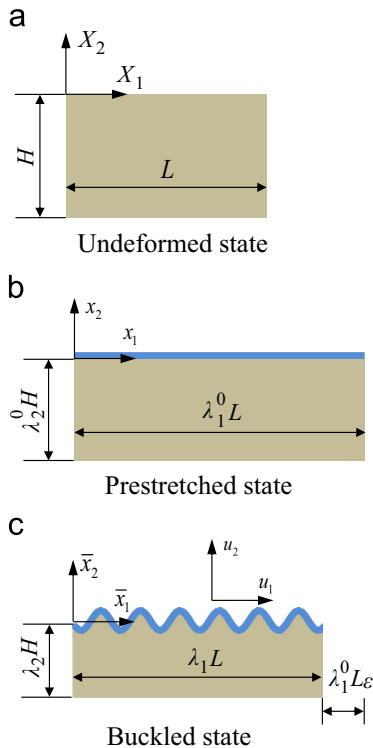 a
X₂
X₁
H
L
Undeformed state
b
x₂
x₁
λ₂⁰H
λ₁⁰L
Prestretched state
c
x̅₂
u₂
x̅₁
u₁
λ₂H
λ₁L
λ₁⁰Lε
Buckled state